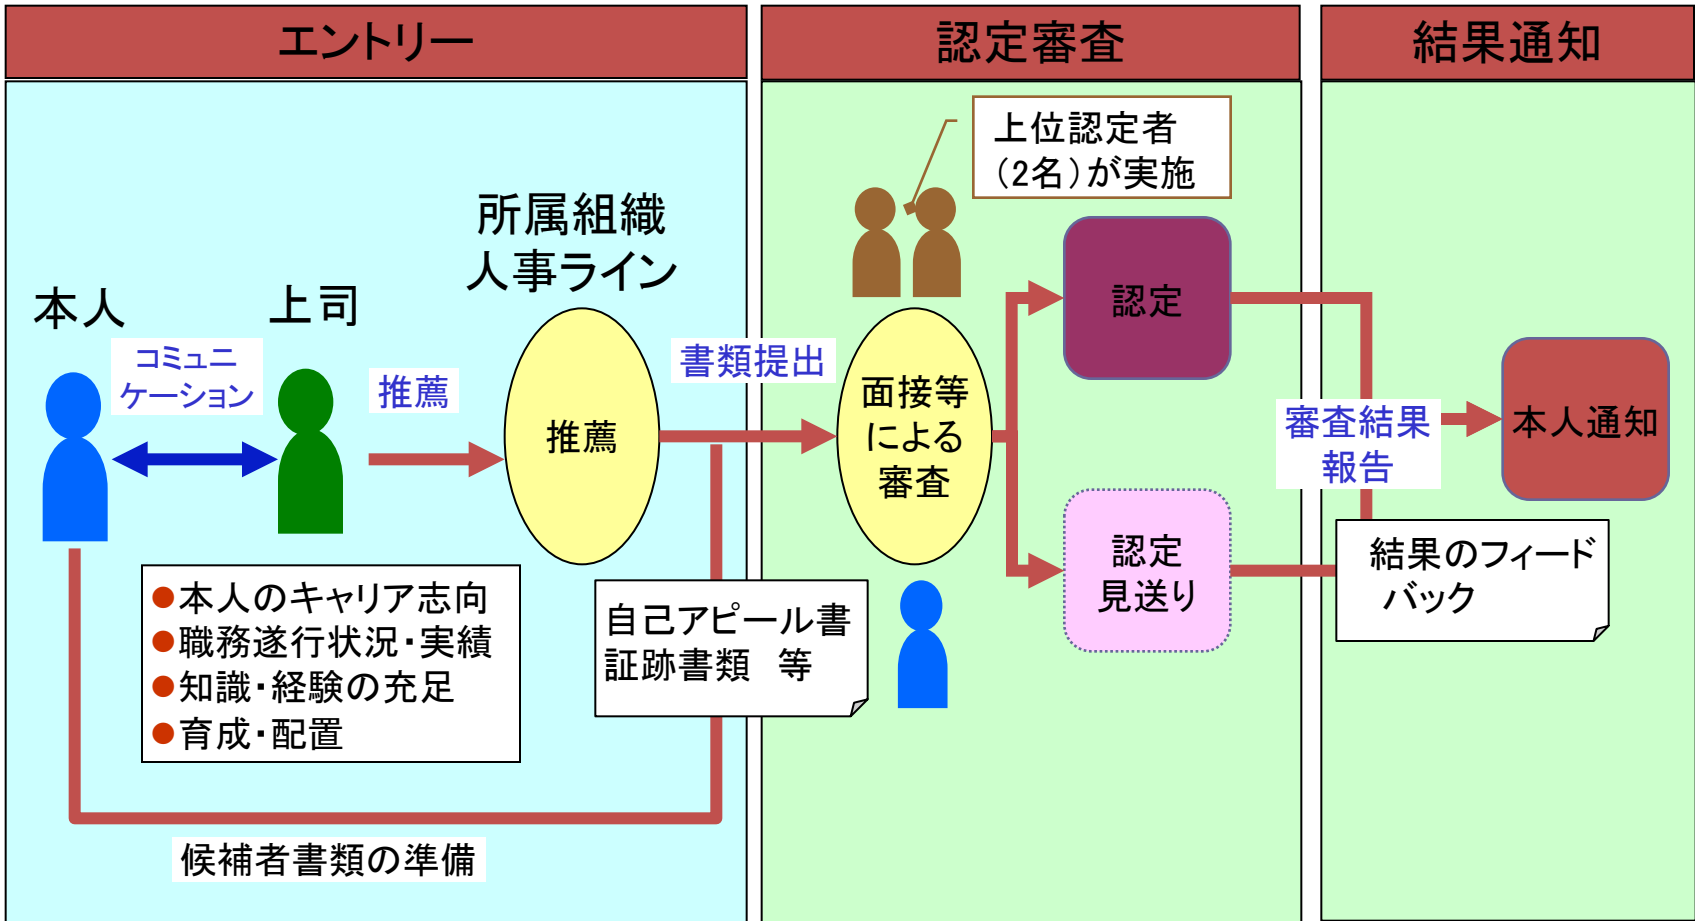 エントリー
認定審査
結果通知
上位認定者
（2名）が実施
所属組織
人事ライン
本人
上司
コミュニ
ケーション
推薦
推薦
書類提出
面接等
による
審査
認定
認定
見送り
審査結果
報告
本人通知
結果のフィード
バック
●本人のキャリア志向
●職務遂行状況・実績
●知識・経験の充足
●育成・配置
自己アピール書
証跡書類　等
候補者書類の準備